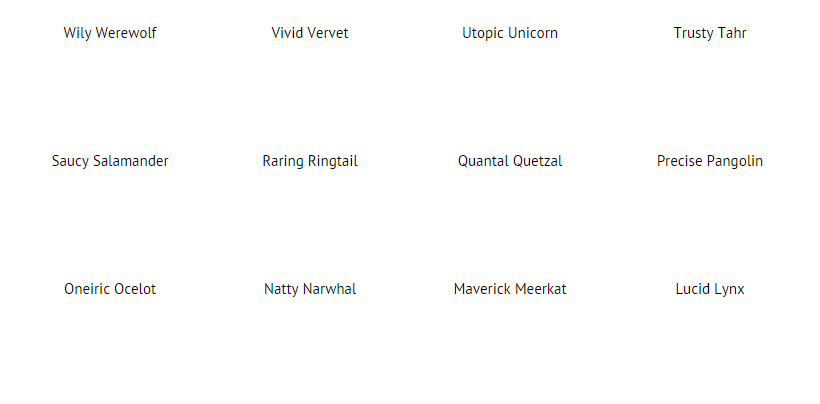 Wily Werewolf
Vivid Vervet
Utopic Unicorn
Trusty Tahr
Saucy Salamander
Raring Ringtail
Quantal Quetzal
Precise Pangolin
Oneiric Ocelot
Natty Narwhal
Maverick Meerkat
Lucid Lynx